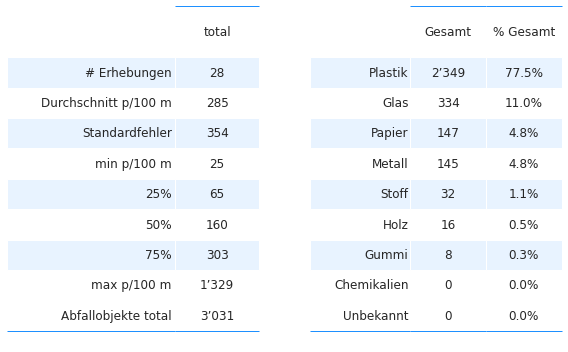 total
# Erhebungen 28
Durchschnitt p/100 m 285
Standardfehler 354
min p/100 m 25
25% 65
50% 160
75% 303
max p/100 m 1’329
Abfallobjekte total 3’031
Gesamt % Gesamt
Plastik 2’349 77.5%
Glas 334 11.0%
Papier 147 4.8%
Metall 145 4.8%
Stoff 32 1.1%
Holz 16 0.5%
Gummi 8 0.3%
Chemikalien 0 0.0%
Unbekannt 0 0.0%